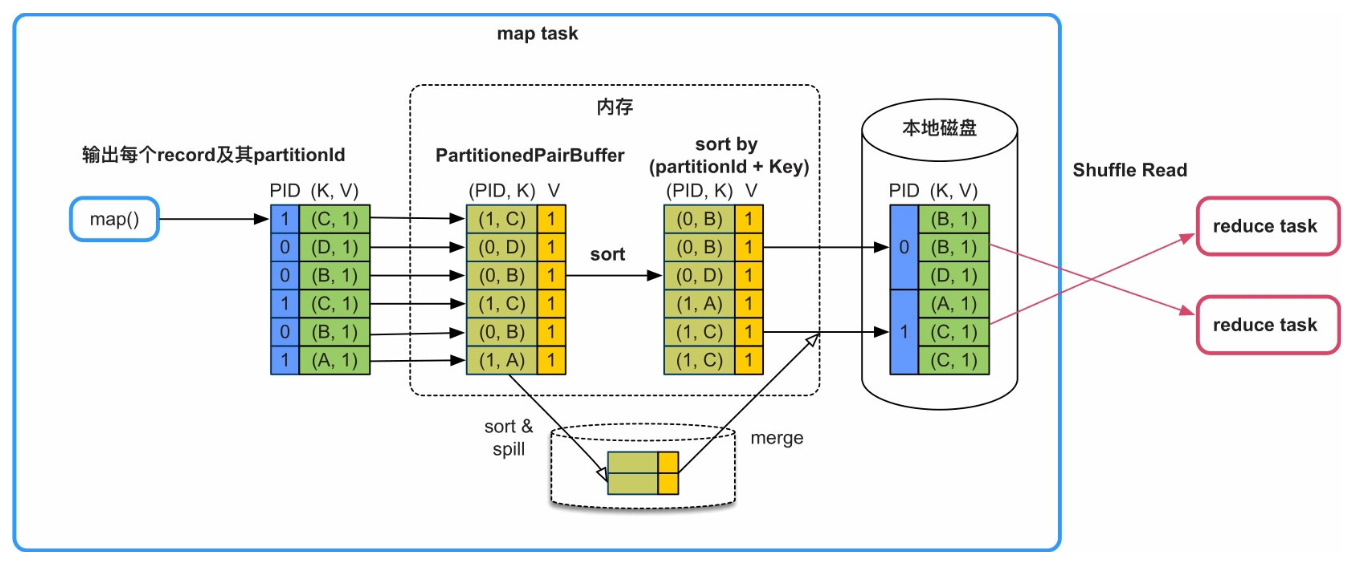 map task
内存
本地磁盘
输出每个record及其partitionId
PartitionedPairBuffer
sort by
(partitionId + Key)
Shuffle Read
PID (K, V)
(PID, K) V
(PID, K) V
PID (K, V)
map()
1 (C, 1)
0 (D, 1)
0 (B, 1)
1 (C, 1)
0 (B, 1)
1 (A, 1)
(1, C) 1
(0, D) 1
(0, B) 1
(1, C) 1
(0, B) 1
(1, A) 1
sort
(0, B) 1
(0, B) 1
(0, D) 1
(1, A) 1
(1, C) 1
(1, C) 1
0
(B, 1)
(B, 1)
(D, 1)
1
(A, 1)
(C, 1)
(C, 1)
reduce task
reduce task
sort &
spill
merge